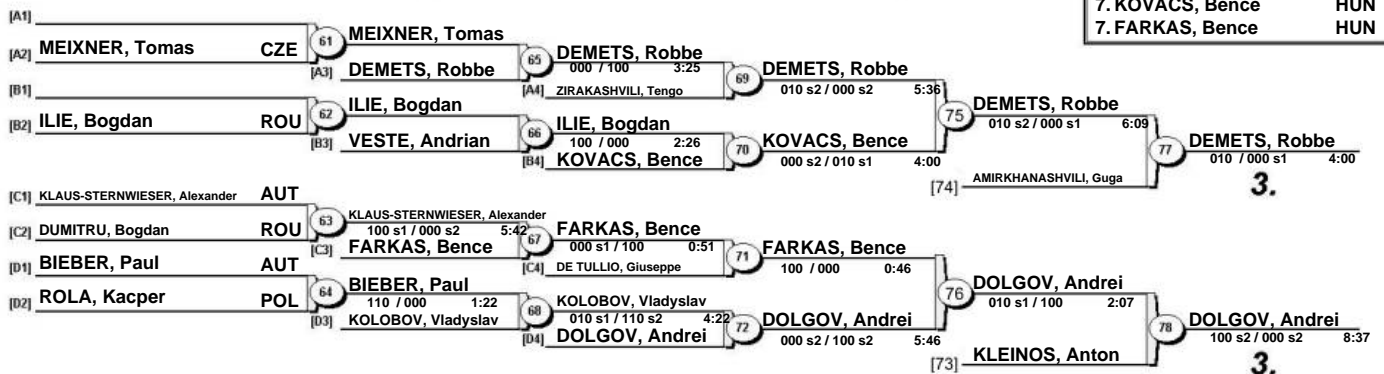 7. KOVACS, Bence HUN
7. FARKAS, Bence HUN
[A1]
[A2] MEIXNER, Tomas CZE
61
MEIXNER, Tomas
[A3] DEMETS, Robbe
65
DEMETS, Robbe
000 / 100 3:25
[A4] ZIRAKASHVILI, Tengo
69
DEMETS, Robbe
010 s2 / 000 s2 5:36
[B1]
[B2] ILIE, Bogdan ROU
62
ILIE, Bogdan
[B3] VESTE, Andrian
66
ILIE, Bogdan
100 / 000 2:26
[B4] KOVACS, Bence
70
KOVACS, Bence
000 s2 / 010 s1 4:00
75
DEMETS, Robbe
010 s2 / 000 s1 6:09
[74] AMIRKHANASHVILI, Guga
77
DEMETS, Robbe
010 / 000 s1 4:00
3.
[C1] KLAUS-STERNWIESER, Alexander AUT
[C2] DUMITRU, Bogdan ROU
63
KLAUS-STERNWIESER, Alexander
100 s1 / 000 s2 5:42
[C3] FARKAS, Bence
67
FARKAS, Bence
000 s1 / 100 0:51
[C4] DE TULLIO, Giuseppe
71
FARKAS, Bence
100 / 000 0:46
[D1] BIEBER, Paul AUT
[D2] ROLA, Kacper POL
64
BIEBER, Paul
110 / 000 1:22
[D3] KOLOBOV, Vladyslav
68
KOLOBOV, Vladyslav
010 s1 / 110 s2 4:22
[D4] DOLGOV, Andrei
72
DOLGOV, Andrei
000 s2 / 100 s2 5:46
76
DOLGOV, Andrei
010 s1 / 100 2:07
[73] KLEINOS, Anton
78
DOLGOV, Andrei
100 s2 / 000 s2 8:37
3.